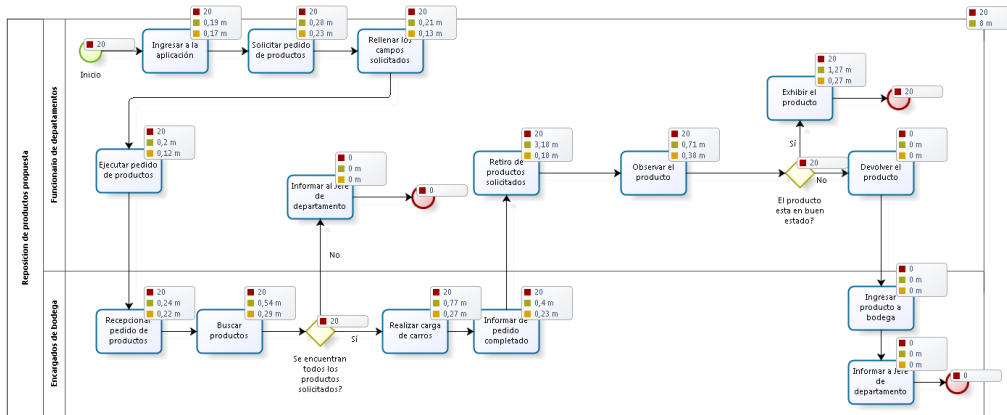 Reposicion de productos propuesta
Funcionario de departamentos
Encargados de bodega
20
8 m
20
Inicio
20
0,19 m
0,17 m
Ingresar a la
aplicación
20
0,28 m
0,23 m
Solicitar pedido
de productos
20
0,21 m
0,13 m
Rellenar los
campos
solicitados
20
0,2 m
0,12 m
Ejecutar pedido
de productos
0
0 m
0 m
Informar al Jefe
de
departamento
0
No
20
3,18 m
0,18 m
Retiro de
productos
solicitados
20
0,71 m
0,38 m
Observar el
producto
20
1,27 m
0,27 m
Exhibir el
producto
20
Sí
20
No
El producto
esta en buen
estado?
0
0 m
0 m
Devolver el
producto
20
0,24 m
0,22 m
Recepcionar
pedido de
productos
20
0,54 m
0,29 m
Buscar
productos
20
Sí
Se encuentran
todos los
productos
solicitados?
20
0,77 m
0,27 m
Realizar carga
de carros
20
0,4 m
0,23 m
Informar de
pedido
completado
0
0 m
0 m
Ingresar
producto a
bodega
0
0 m
0 m
Informar a Jefe
de
departamento
0